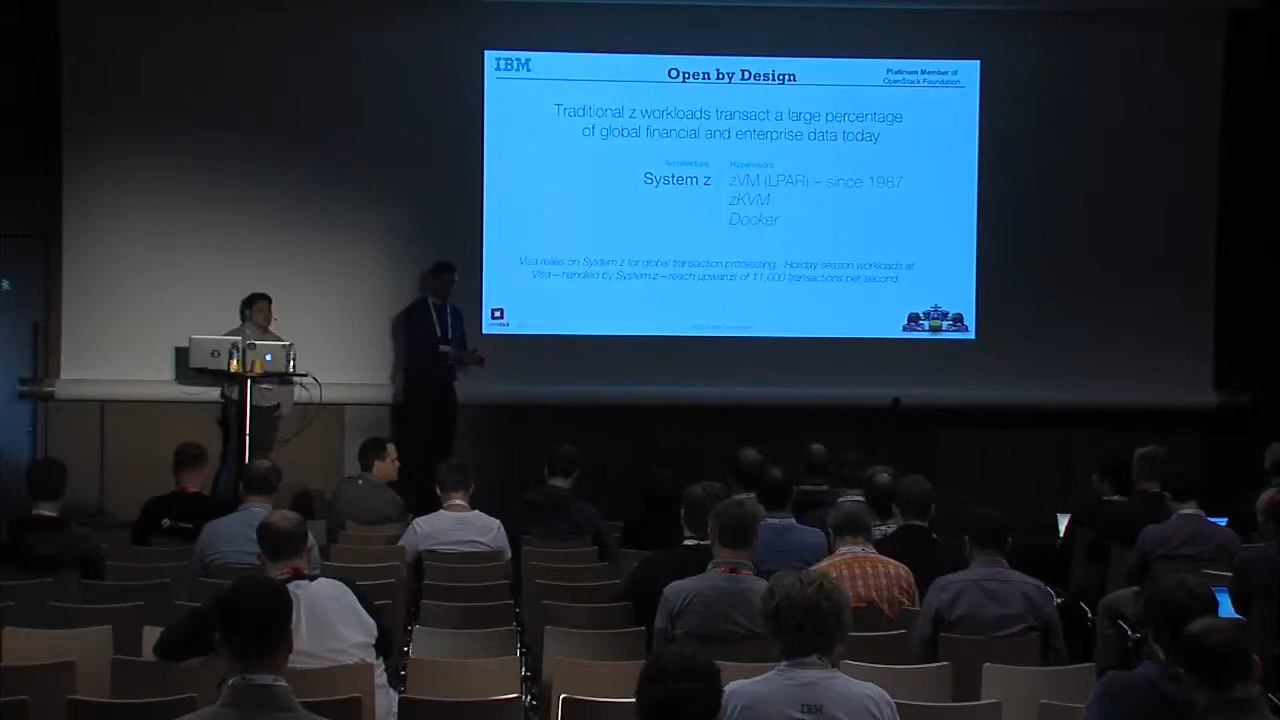 IBM
Open by Design
Platinum Member of
OpenStack Foundation
Traditional z workloads transact a large percentage
of global financial and enterprise data today
Architecture
Hypervisors
System z
zVM (LPAR) – since 1987
zKVM
Docker
Visa relies on System z for global transaction processing. Holiday season workloads at
Visa—handled by System z—reach upwards of 11,000 transactions per second.
openstack
IBM